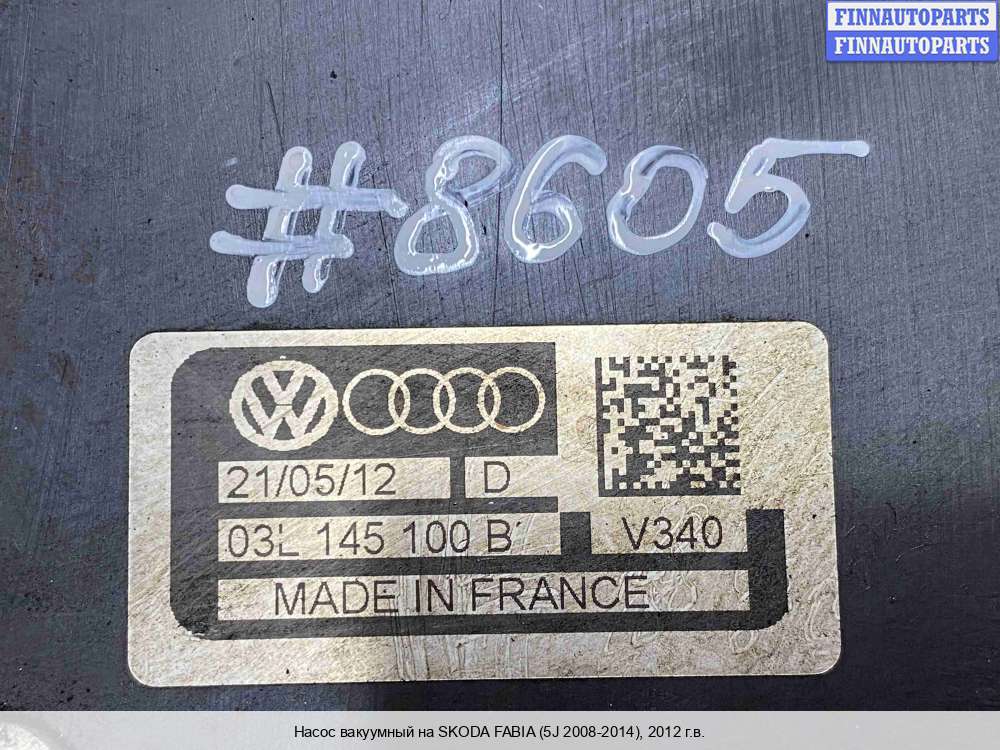 FINNAUTOPARTS
FINNAUTOPARTS
#8605
21/05/12 D
03L 145 100 B V340
MADE IN FRANCE
Насос вакуумный на SKODA FABIA (5J 2008-2014), 2012 г.в.